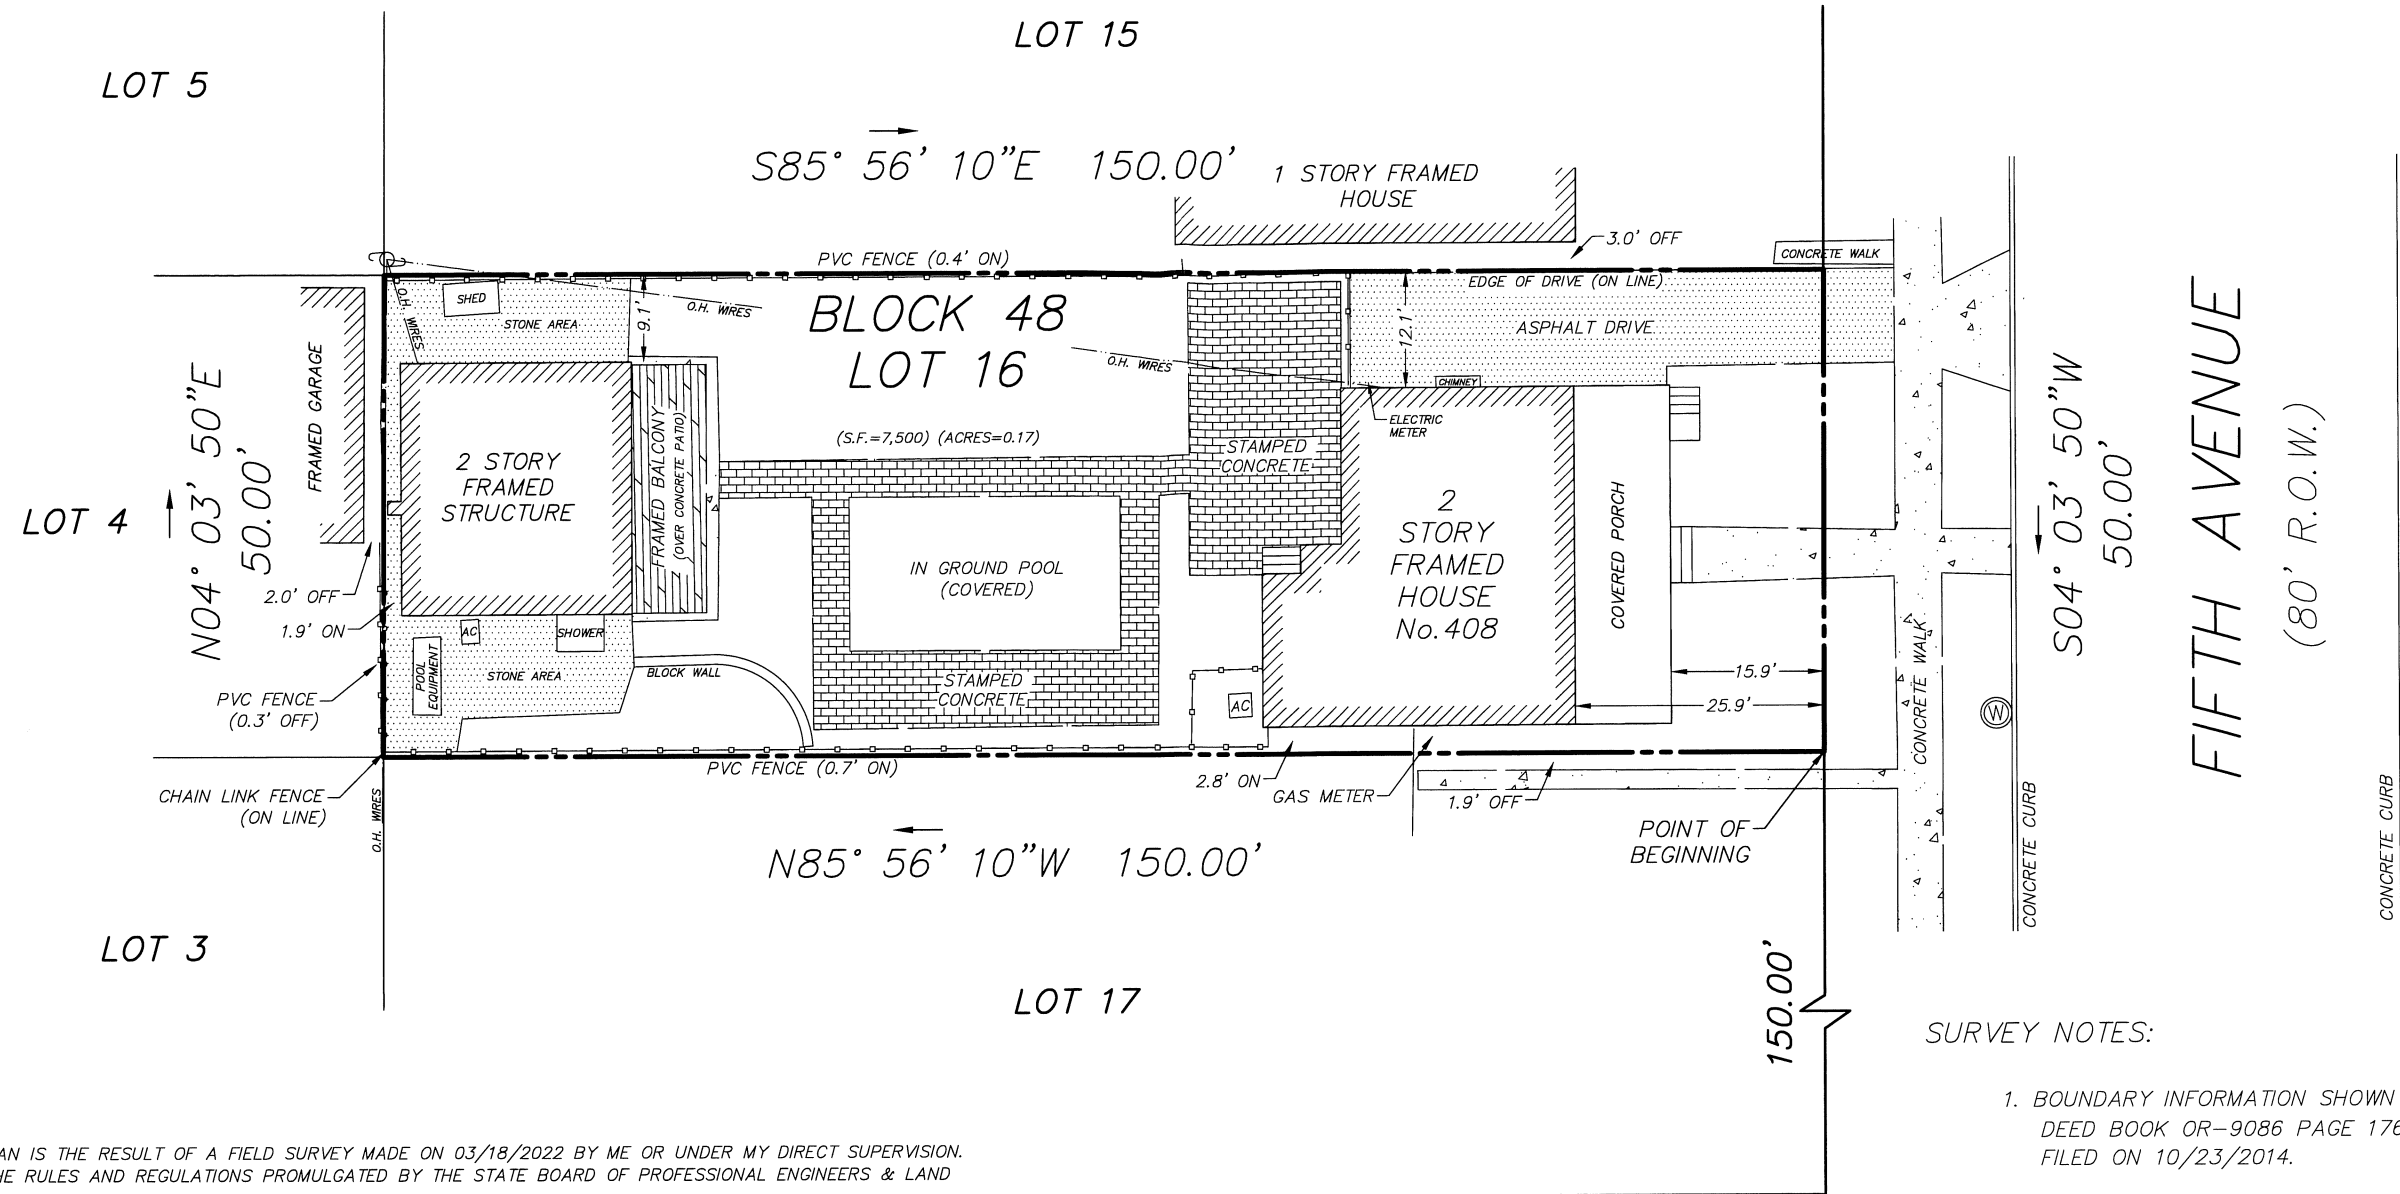 LOT 15
LOT 5
S85° 56' 10"E 150.00'
1 STORY FRAMED
HOUSE
3.0' OFF
PVC FENCE (0.4' ON)
CONCRETE WALK
EDGE OF DRIVE (ON LINE)
SHED
O.H. WIRES
STONE AREA
9.1'
O.H. WIRES
BLOCK 48
LOT 16
12.1'
ASPHALT DRIVE
O.H. WIRES
CHIMNEY
ELECTRIC
METER
FRAMED GARAGE
(S.F.=7,500) (ACRES=0.17)
STAMPED
CONCRETE
2 STORY
FRAMED
STRUCTURE
FRAMED BALCONY
(OVER CONCRETE PATIO)
LOT 4
N04° 03' 50"E
50.00'
IN GROUND POOL
(COVERED)
2
STORY
FRAMED
HOUSE
No.408
COVERED PORCH
S04° 03' 50"W
50.00'
FIFTH AVENUE
(80' R.O.W.)
2.0' OFF
1.9' ON
AC
SHOWER
POOL
EQUIPMENT
STONE AREA
BLOCK WALL
STAMPED
CONCRETE
AC
15.9'
25.9'
CONCRETE WALK
W
PVC FENCE
(0.3' OFF)
PVC FENCE (0.7' ON)
2.8' ON
GAS METER
1.9' OFF
CHAIN LINK FENCE
(ON LINE)
O.H. WIRES
POINT OF
BEGINNING
CONCRETE CURB
CONCRETE CURB
N85° 56' 10"W 150.00'
LOT 3
LOT 17
150.00'
SURVEY NOTES:
1. BOUNDARY INFORMATION SHOWN
DEED BOOK OR-9086 PAGE 176
FILED ON 10/23/2014.
AN IS THE RESULT OF A FIELD SURVEY MADE ON 03/18/2022 BY ME OR UNDER MY DIRECT SUPERVISION.
HE RULES AND REGULATIONS PROMULGATED BY THE STATE BOARD OF PROFESSIONAL ENGINEERS & LAND